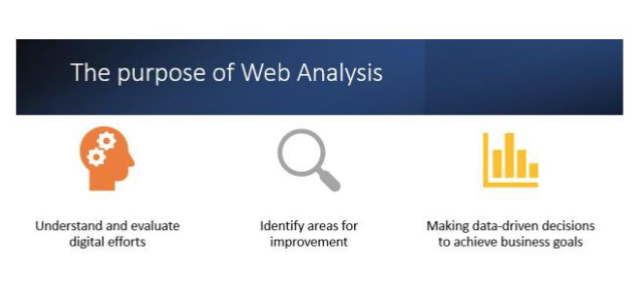 The purpose of Web Analysis
Understand and evaluate
digital efforts
Identify areas for
improvement
Making data-driven decisions
to achieve business goals